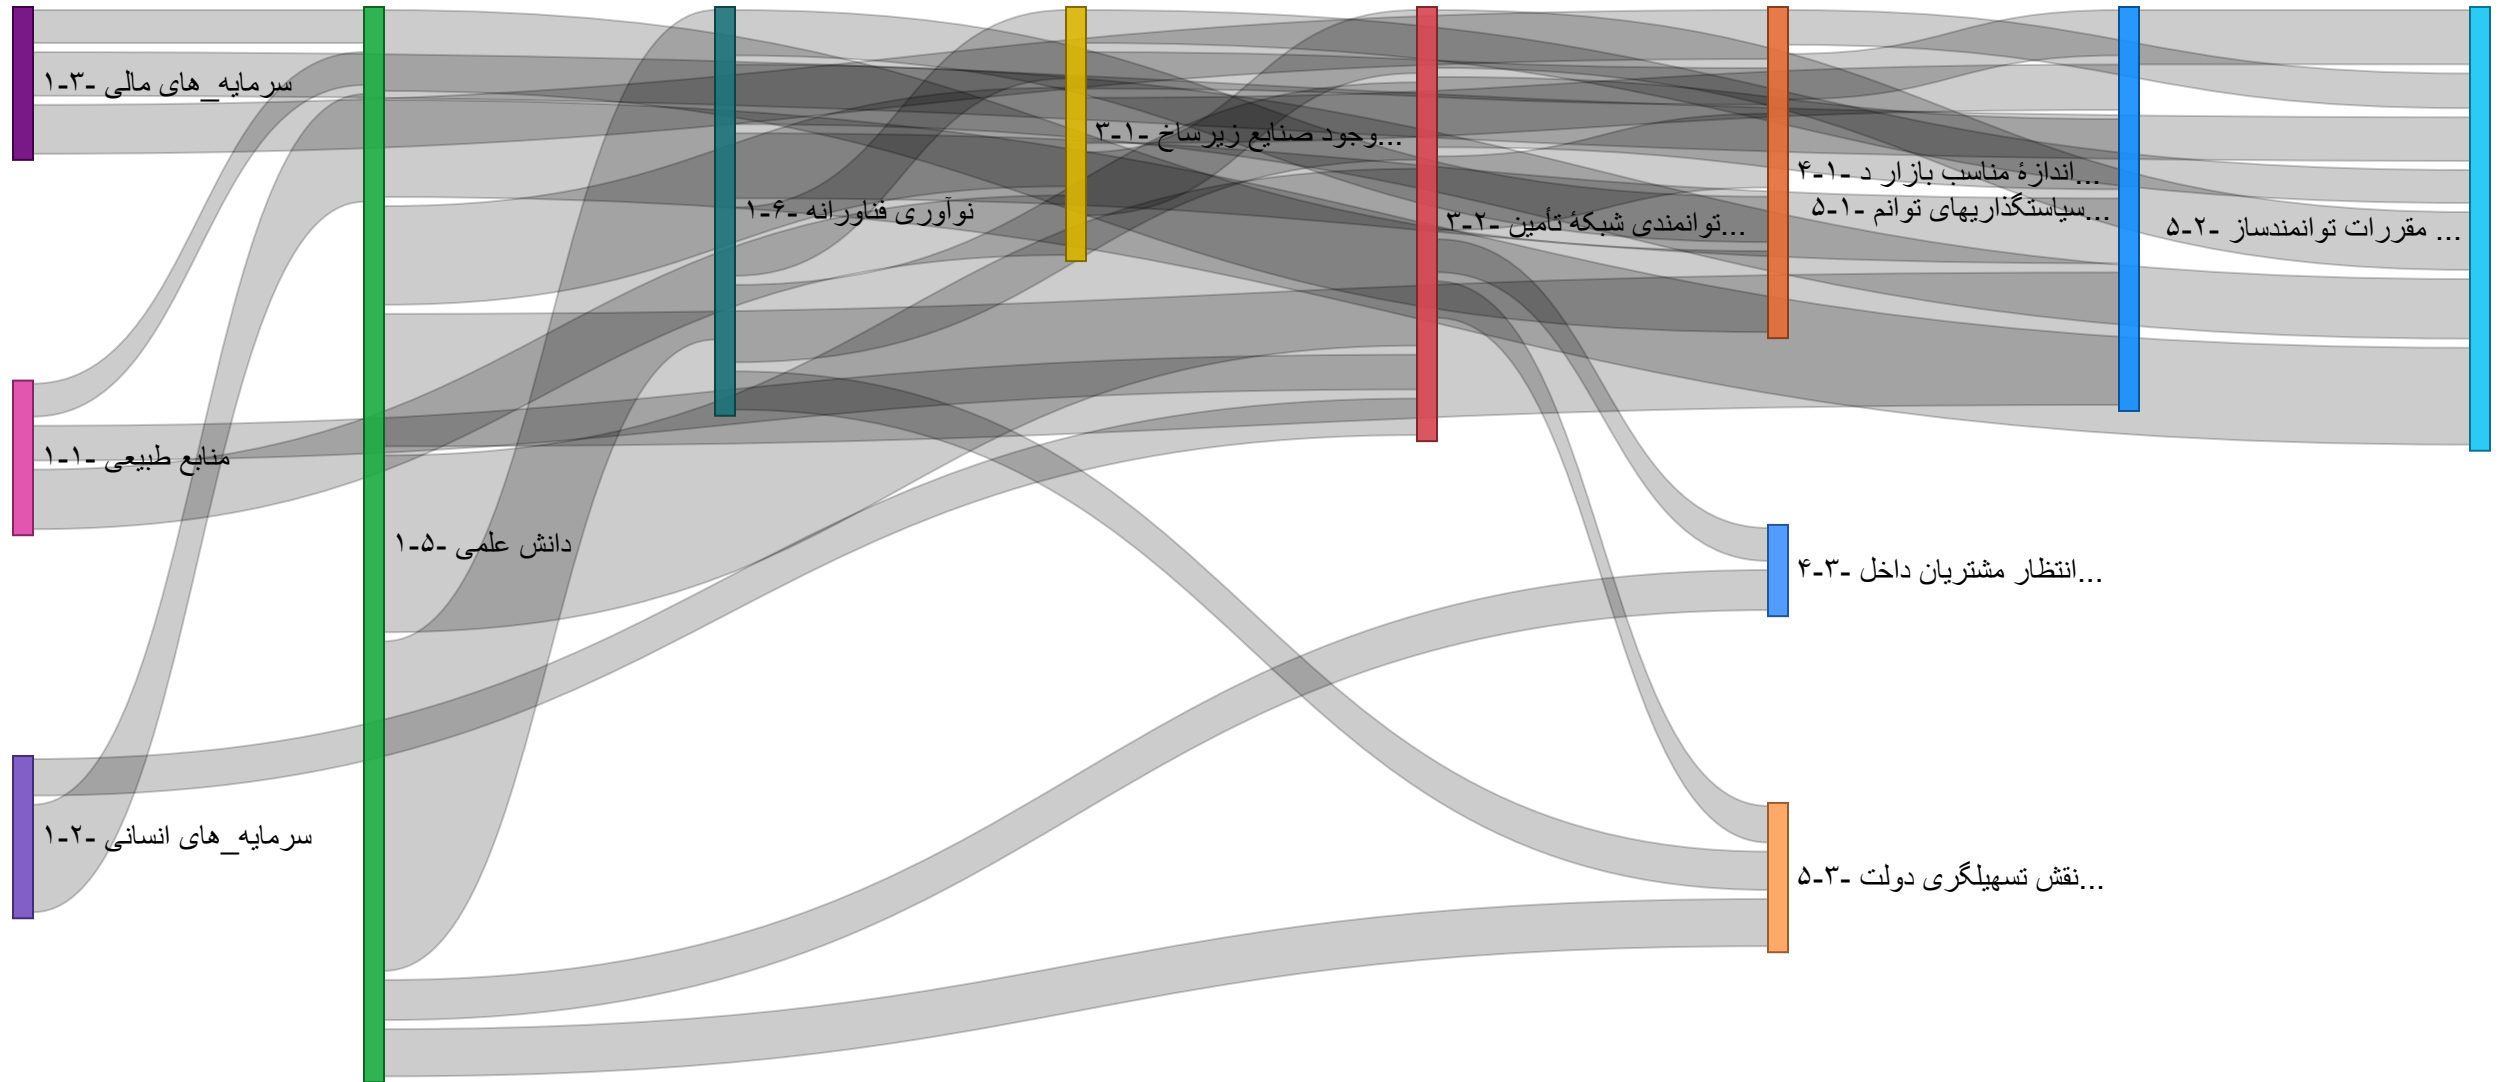 ۱-۳- سرمایه_های مالی
۱-۱- منابع طبیعی
۱-۲- سرمایه_های انسانی
۱-۵- دانش علمی
۱-۶- نوآوری فناورانه
۳-۱- وجود صنایع زیرساخ...
۳-۲- توانمندی شبکۀ تأمین...
۴-۱- اندازۀ مناسب بازار د...
۵-۱- سیاستگذاریهای توانم...
۴-۳- انتظار مشتریان داخل...
۵-۳- نقش تسهیلگری دولت...
۵-۲- مقررات توانمندساز ...